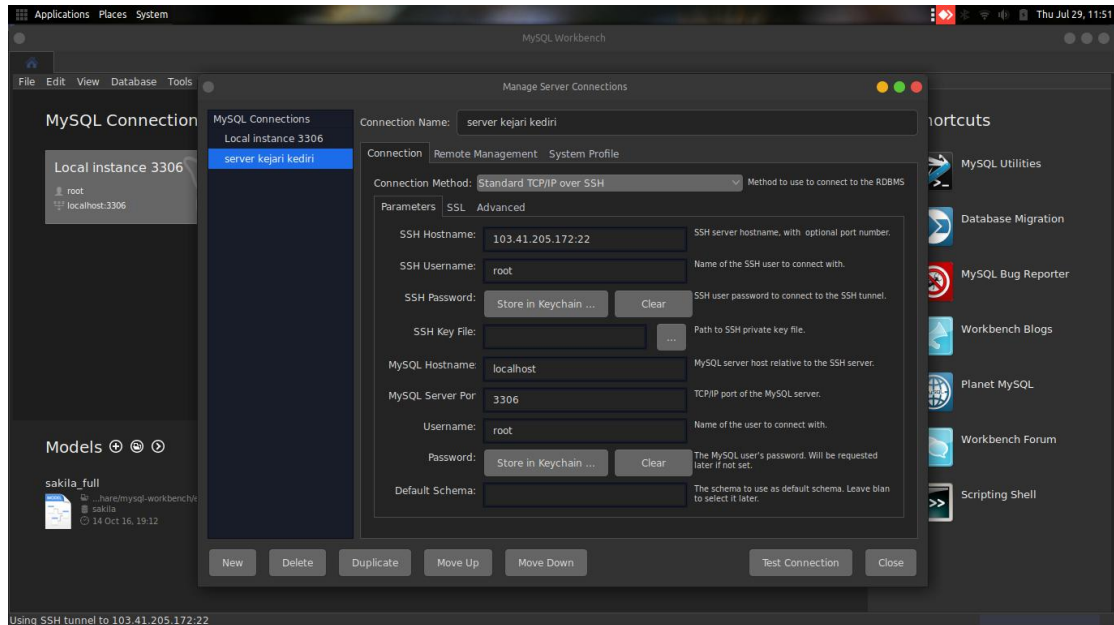 Applications Places System
Thu Jul 29, 11:51
MySQL Workbench
File Edit View Database Tools
MySQL Connection
Local instance 3306
root
localhost:3306
Models
sakila_full
...hare/mysql-workbench/e
sakila
14 Oct 16, 19:12
Manage Server Connections
MySQL Connections
Local instance 3306
server kejari kediri
Connection Name: server kejari kediri
Connection Remote Management System Profile
Connection Method: Standard TCP/IP over SSH Method to use to connect to the RDBMS
Parameters SSL Advanced
SSH Hostname: 103.41.205.172:22 SSH server hostname, with optional port number.
SSH Username: root Name of the SSH user to connect with.
SSH Password: Store in Keychain ... Clear SSH user password to connect to the SSH tunnel.
SSH Key File: ... Path to SSH private key file.
MySQL Hostname: localhost MySQL server host relative to the SSH server.
MySQL Server Por 3306 TCP/IP port of the MySQL server.
Username: root Name of the user to connect with.
Password: Store in Keychain ... Clear The MySQL user's password. Will be requested
later if not set.
Default Schema: The schema to use as default schema. Leave blan
to select it later.
New Delete Duplicate Move Up Move Down Test Connection Close
hortcuts
MySQL Utilities
Database Migration
MySQL Bug Reporter
Workbench Blogs
Planet MySQL
Workbench Forum
Scripting Shell
Using SSH tunnel to 103.41.205.172:22